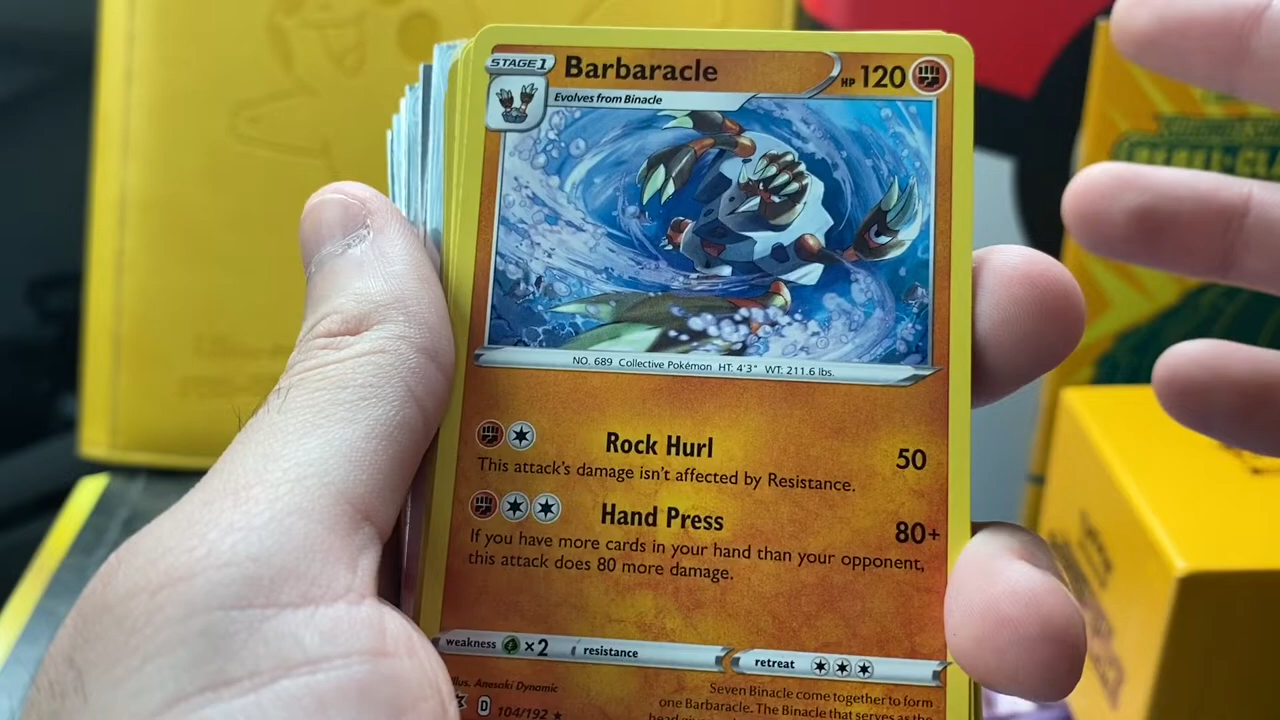 STAGE 1 Barbaracle HP 120
Evolves from Binacle
NO. 689 Collective Pokémon HT: 4'3" WT: 211.6 lbs.
Rock Hurl 50
This attack's damage isn't affected by Resistance.
Hand Press 80+
If you have more cards in your hand than your opponent,
this attack does 80 more damage.
weakness ×2 resistance retreat
Illus. Anesaki Dynamic
D 104/192 ★
Seven Binacle come together to form
one Barbaracle. The Binacle that serves as the